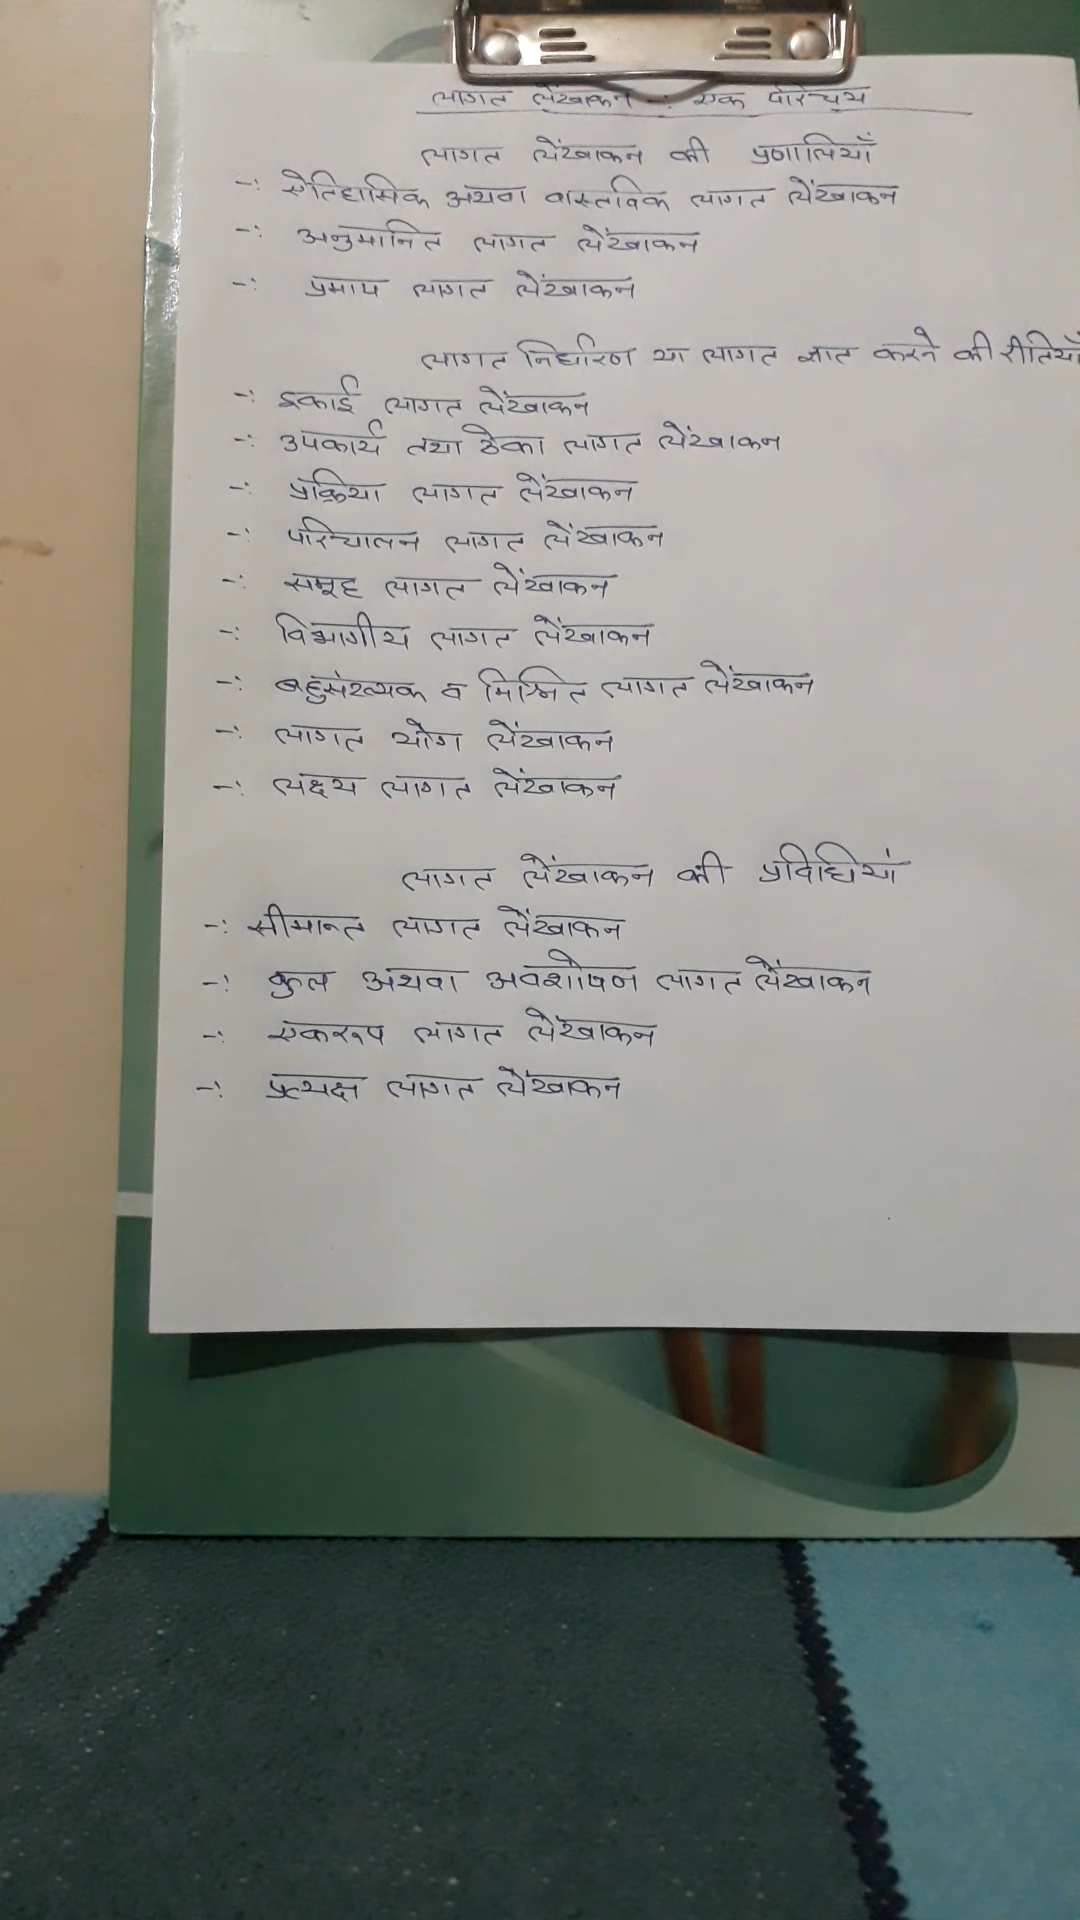 लागत लेंखाकन -: एक परिचय
लागत लेंखाकन की प्रणालियाँ
-: ऐतिहासिक अथवा वास्तविक लागत लेंखाकन
-: अनुमानित लागत लेंखाकन
-: प्रमाप लागत लेंखाकन
लागत निर्धारण या लागत ज्ञात करने की रीतियाँ
-: इकाई लागत लेंखाकन
-: उपकार्य तथा ठेका लागत लेंखाकन
-: प्रक्रिया लागत लेंखाकन
-: परिचालन लागत लेंखाकन
-: समूह लागत लेंखाकन
-: विभागीय लागत लेंखाकन
-: बहुसंख्यक व मिश्रित लागत लेंखाकन
-: लागत योग लेंखाकन
-: लक्ष्य लागत लेंखाकन
लागत लेंखाकन की प्रविधियां
-: सीमान्त लागत लेंखाकन
-: कुल अथवा अवशोषण लागत लेंखाकन
-: एकरूप लागत लेंखाकन
-: प्रत्यक्ष लागत लेंखाकन